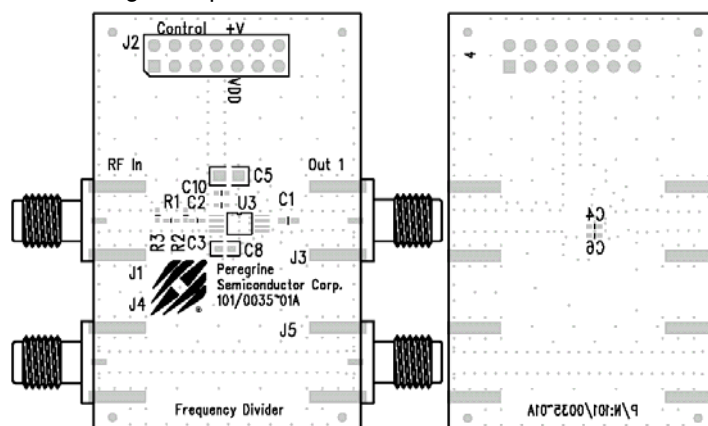 Control +V
J2
VDD
RF In
Out 1
C5
C10
R1
C2
U3
C1
R3
R2
C3
C8
J1
J3
Peregrine
Semiconductor Corp.
101/0035~01A
J4
®
J5
Frequency Divider
4
C4
C6
P/N:101/0035-01A